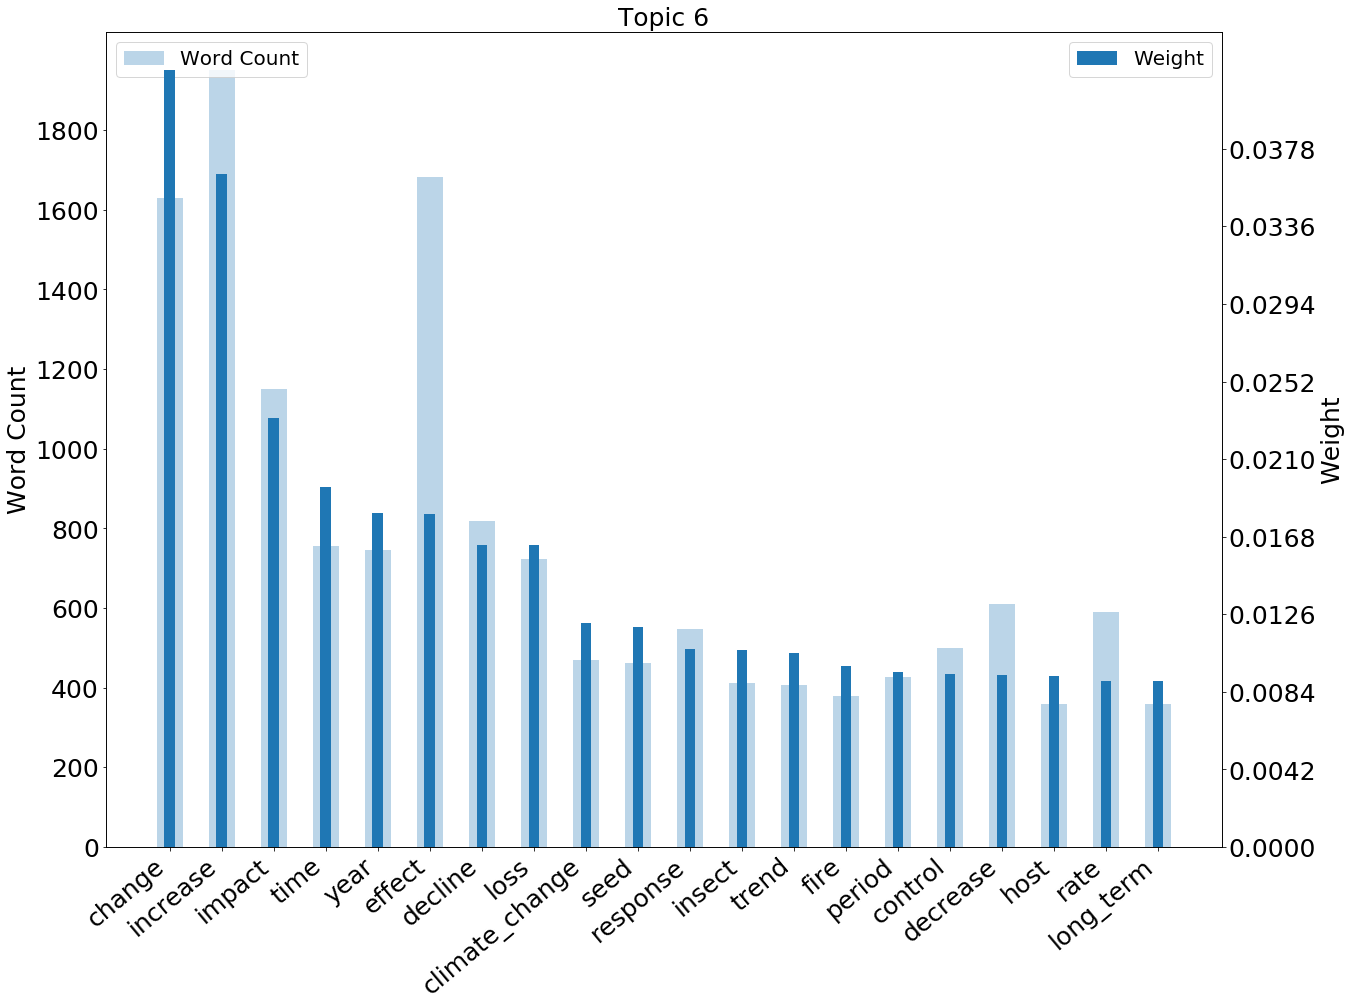 Topic 6
Word Count
Weight
1800
1600
1400
1200
1000
800
600
400
200
0
Word Count
0.0378
0.0336
0.0294
0.0252
0.0210
0.0168
0.0126
0.0084
0.0042
0.0000
Weight
change
increase
impact
time
year
effect
decline
loss
climate_change
seed
response
insect
trend
fire
period
control
decrease
host
rate
long_term